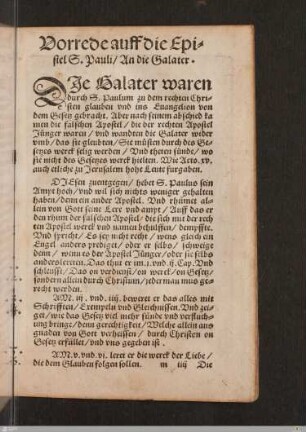 Vorrede auff die Epi-
stel S. Pauli/ An die Galater.
DJe Galater waren
durch S. Paulum zu dem rechten Chri-
sten glauben vnd ins Euangelion von
dem Gesetz gebracht. Aber nach seinem abschied ka
men die falschen Apostel/ die der rechten Apostel
Jünger waren/ vnd wandten die Galater wider
vmb/ das sie gleubten/ Sie müsten durch des Ge-
setzes werck selig werden/ Vnd theten sünde/ wo
sie nicht des Gesetzes werck hielten. Wie Acto. xv.
auch etliche zu Jerusalem hohe Leute furgaben.
DJesen zuentgegen/ hebet S. Paulus sein
Ampt hoch/ vnd wil sich nichts weniger gehalten
haben/ denn ein ander Apostel. Vnd rhümet al-
lein von Gott seine Lere vnd ampt/ Auff das er
den rhum der falschen Apostel/ die sich mit der rech
ten Apostel werck vnd namen behülffen/ dempffte.
Vnd spricht/ Es sey nicht recht/ wens gleich ein
Engel anders prediget/ oder er selbs/ schweige
denn/ wenn es der Apostel Jünger/ oder sie selbs
anders lereten. Das thut er im .j. vnd ij. Cap. Vnd
schleusst/ Das on verdienst/ on werck/ on Gesetz/
sondern allein durch Christum/ jederman mus ge-
recht werden.
AM .iij. vnd .iiij. bewert er das alles mit
Schrifften/ Exempeln vnd Gleichnissen. Vnd zei-
get/ wie das Gesetz viel mehr sünde vnd verfluch-
ung bringe/ denn gerechtigkeit/ Welche allein aus
gnaden von Gott verheissen/ durch Christum on
Gesetz erfüllet/ vnd vns gegeben ist.
AM .v. vnd .vi. leret er die werck der Liebe/
die dem Glauben folgen sollen.
m iiij Die